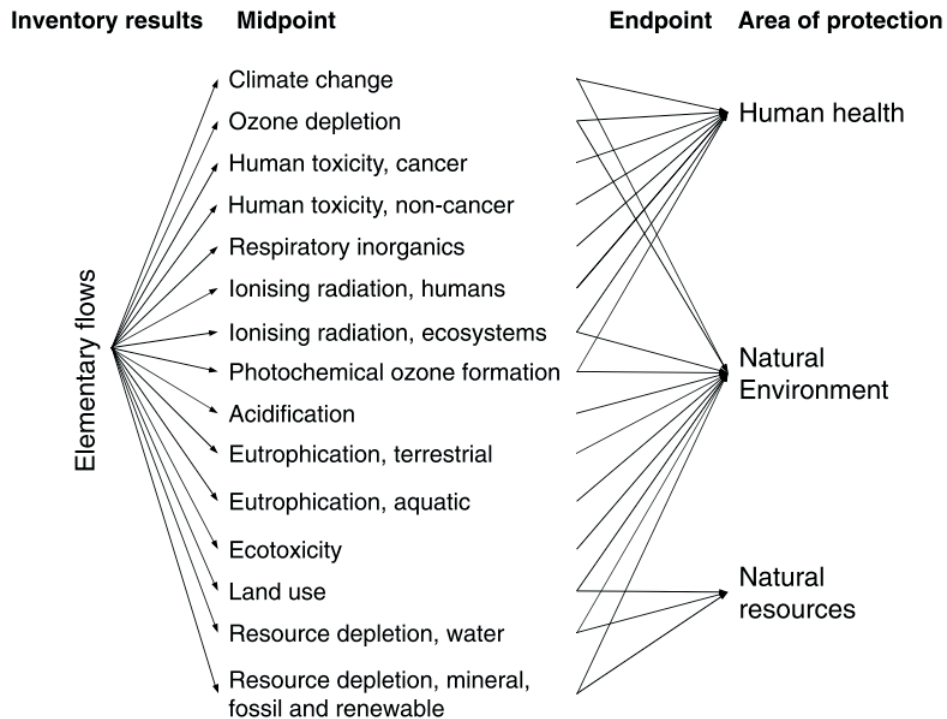 Inventory results Midpoint Endpoint Area of protection
Climate change
Ozone depletion
Human toxicity, cancer
Human toxicity, non-cancer
Respiratory inorganics
Ionising radiation, humans
Ionising radiation, ecosystems
Photochemical ozone formation
Acidification
Eutrophication, terrestrial
Eutrophication, aquatic
Ecotoxicity
Land use
Resource depletion, water
Resource depletion, mineral,
fossil and renewable
Elementary flows
Human health
Natural
Environment
Natural
resources